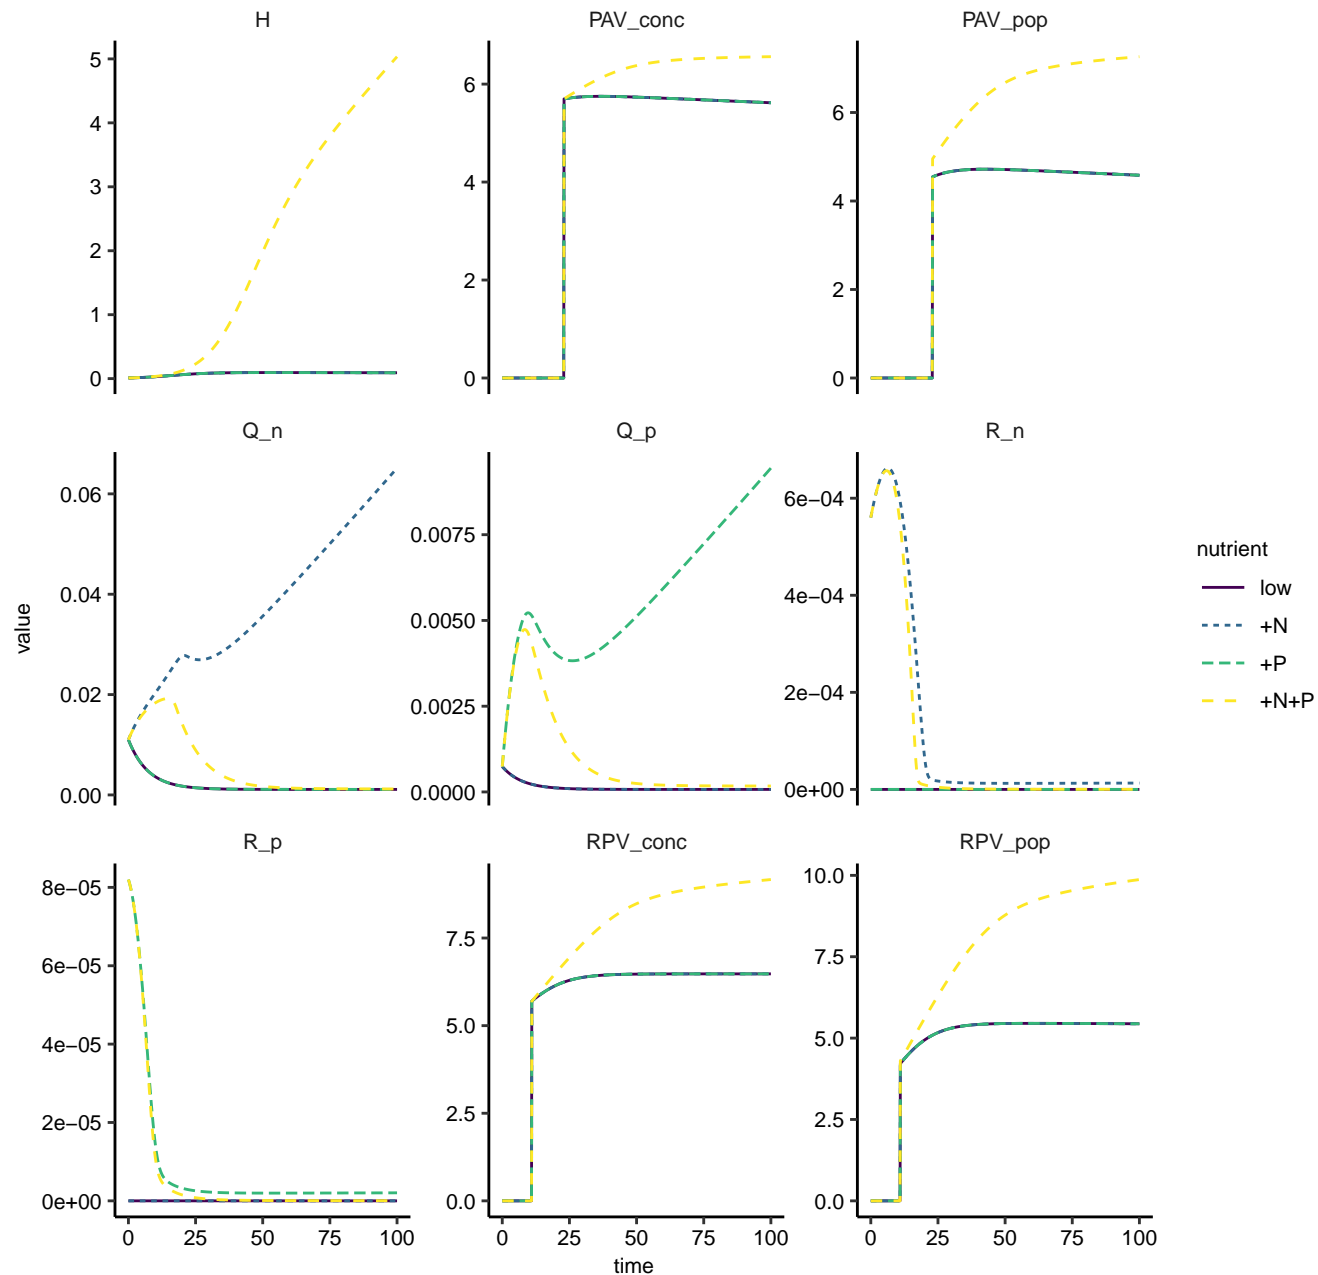 H
PAV_conc
PAV_pop
5
4
3
2
1
0
6
4
2
0
6
4
2
0
Q_n
Q_p
R_n
0.06
0.04
0.02
0.00
0.0075
0.0050
0.0025
0.0000
6e−04
4e−04
2e−04
0e+00
R_p
RPV_conc
RPV_pop
8e−05
6e−05
4e−05
2e−05
0e+00
7.5
5.0
2.5
0.0
10.0
7.5
5.0
2.5
0.0
0 25 50 75 100
0 25 50 75 100
0 25 50 75 100
time
value
nutrient
low
+N
+P
+N+P